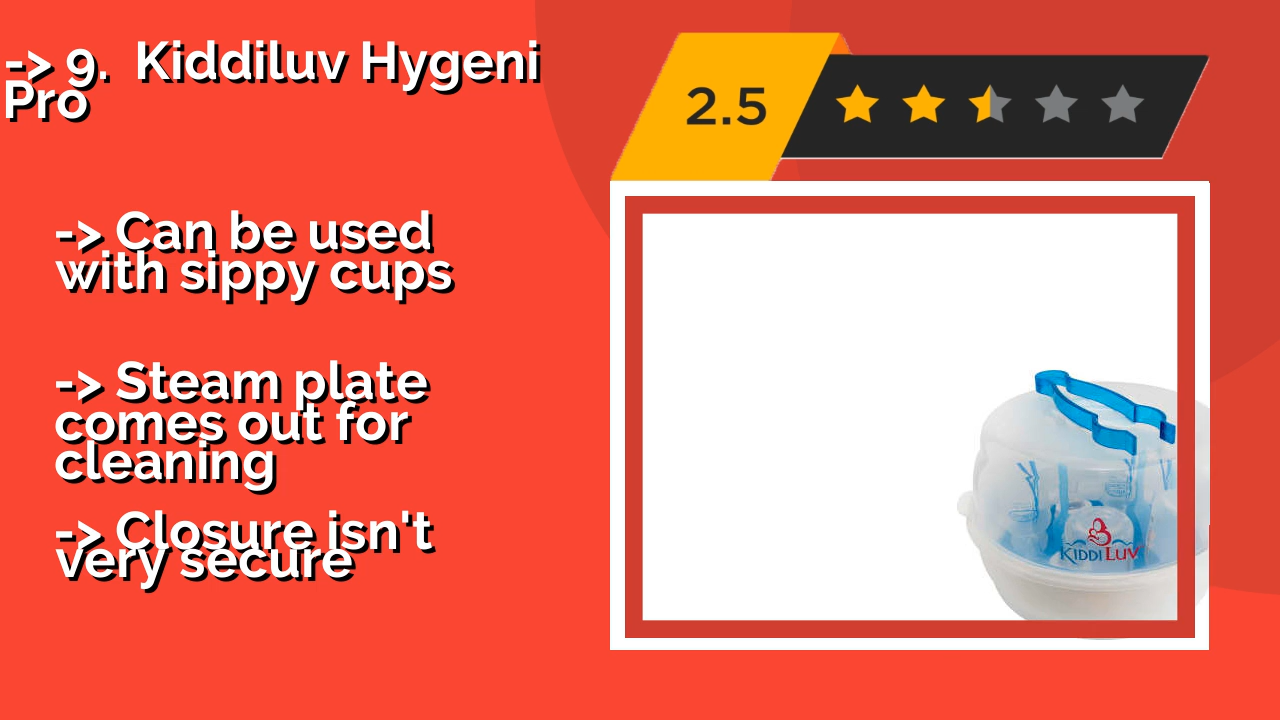 -> 9. Kiddiluv Hygeni
Pro
2.5
-> Can be used
with sippy cups
-> Steam plate
comes out for
cleaning
-> Closure isn't
very secure
KIDDILUV